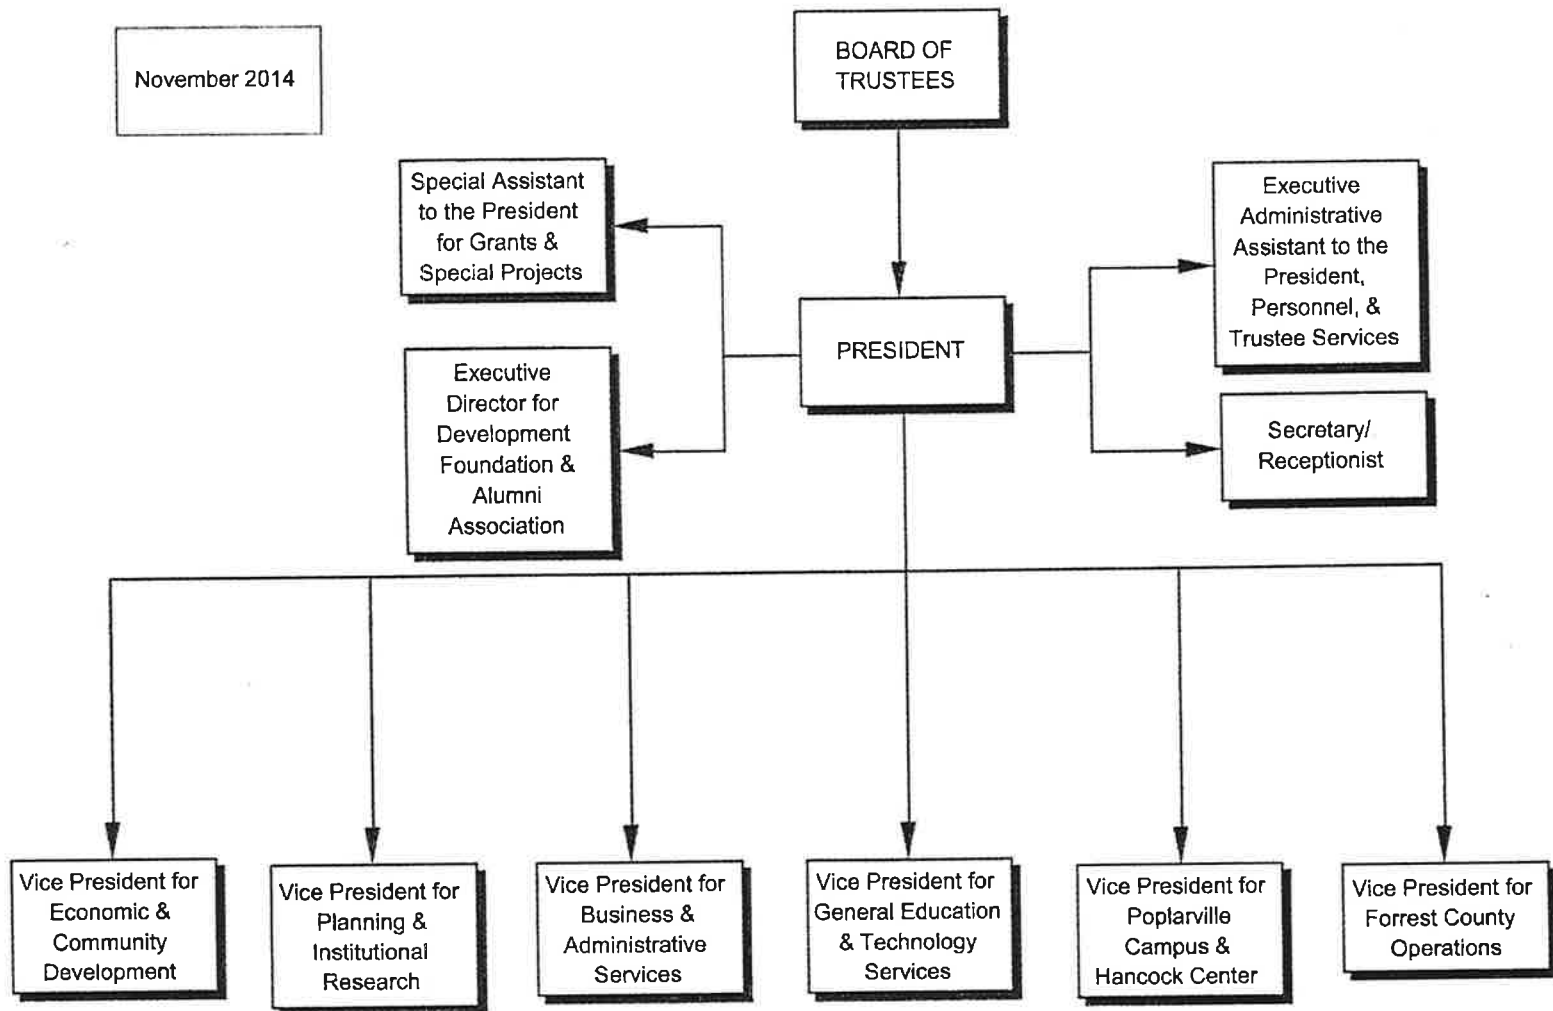 November 2014
BOARD OF
TRUSTEES
Special Assistant
to the President
for Grants &
Special Projects
Executive
Administrative
Assistant to the
President,
Personnel, &
Trustee Services
PRESIDENT
Executive
Director for
Development
Foundation &
Alumni
Association
Secretary/
Receptionist
Vice President for
Economic &
Community
Development
Vice President for
Planning &
Institutional
Research
Vice President for
Business &
Administrative
Services
Vice President for
General Education
& Technology
Services
Vice President for
Poplarville
Campus &
Hancock Center
Vice President for
Forrest County
Operations